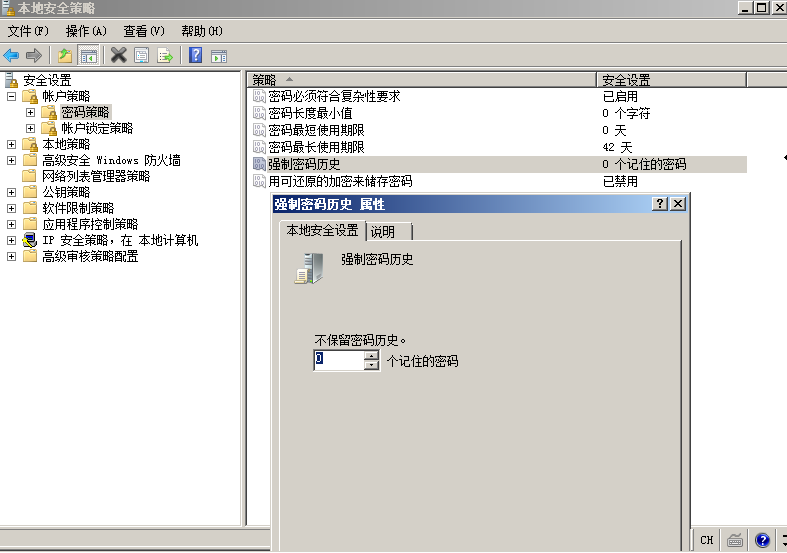 本地安全策略
文件(F) 操作(A) 查看(V) 帮助(H)
安全设置
帐户策略
密码策略
帐户锁定策略
本地策略
高级安全 Windows 防火墙
网络列表管理器策略
公钥策略
软件限制策略
应用程序控制策略
IP 安全策略，在 本地计算机
高级审核策略配置
策略 安全设置
密码必须符合复杂性要求 已启用
密码长度最小值 0 个字符
密码最短使用期限 0 天
密码最长使用期限 42 天
强制密码历史 0 个记住的密码
用可还原的加密来储存密码 已禁用
强制密码历史 属性
本地安全设置 说明
强制密码历史
不保留密码历史。
0 个记住的密码
CH